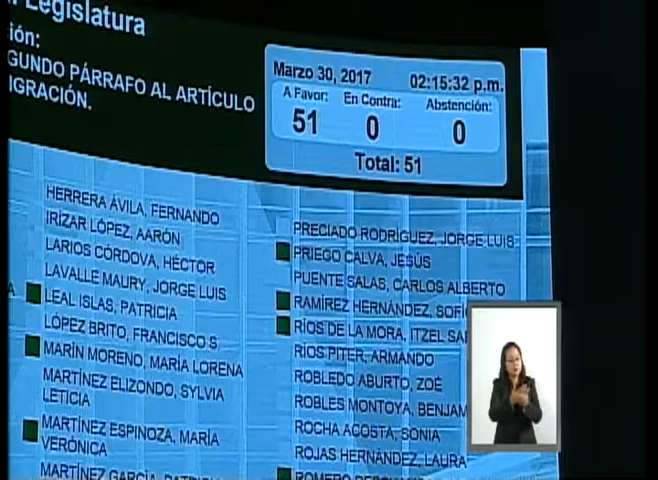 Legislatura
ión:
GUNDO PÁRRAFO AL ARTÍCULO
IGRACIÓN.
Marzo 30, 2017 02:15:32 p.m.
A Favor: En Contra: Abstención:
51 0 0
Total: 51
HERRERA ÁVILA, FERNANDO
IRÍZAR LÓPEZ, AARÓN
LARIOS CÓRDOVA, HÉCTOR
LAVALLE MAURY, JORGE LUIS
A
LEAL ISLAS, PATRICIA
LÓPEZ BRITO, FRANCISCO S
MARÍN MORENO, MARÍA LORENA
MARTÍNEZ ELIZONDO, SYLVIA
LETICIA
MARTÍNEZ ESPINOZA, MARÍA
VERÓNICA
MARTÍNEZ GARCÍA, PATRICI
PRECIADO RODRÍGUEZ, JORGE LUIS
PRIEGO CALVA, JESÚS
PUENTE SALAS, CARLOS ALBERTO
RAMÍREZ HERNÁNDEZ, SOFÍ
RÍOS DE LA MORA, ITZEL SA
RÍOS PITER, ARMANDO
ROBLEDO ABURTO, ZOÉ
ROBLES MONTOYA, BENJAM
ROCHA ACOSTA, SONIA
ROJAS HERNÁNDEZ, LAURA
ROMERO